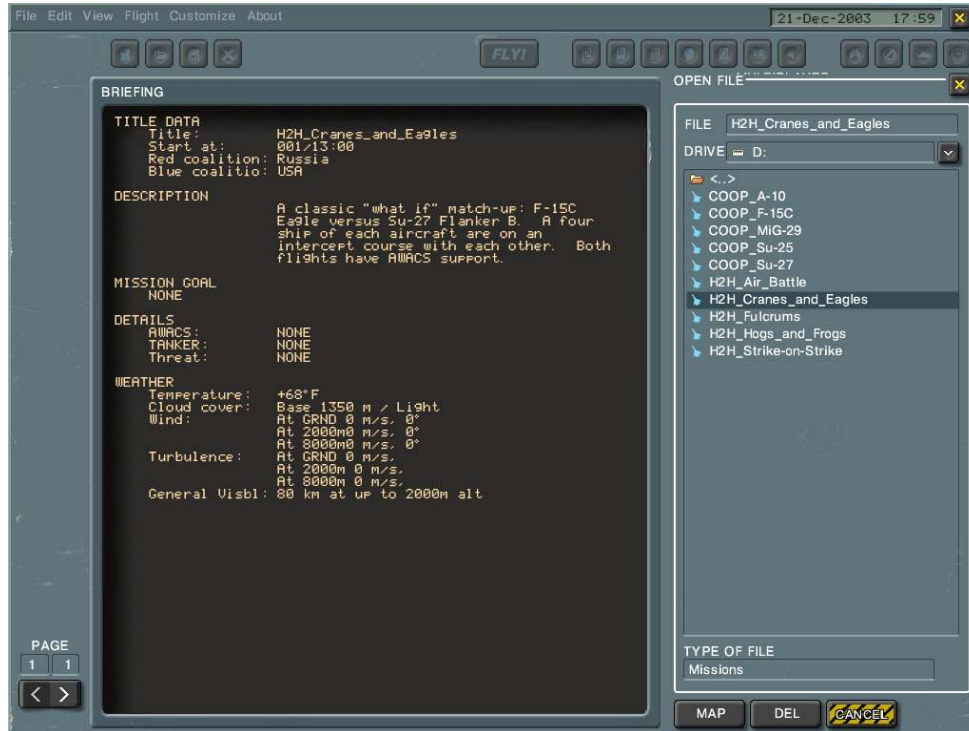 File Edit View Flight Customize About
21-Dec-2003 17:59
FLY!
BRIEFING
TITLE DATA
Title: H2H_Cranes_and_Eagles
Start at: 001/13:00
Red coalition: Russia
Blue coalitio: USA
DESCRIPTION
A classic "what if" match-up: F-15C
Eagle versus Su-27 Flanker B. A four
ship of each aircraft are on an
intercept course with each other. Both
flights have AWACS support.
MISSION GOAL
NONE
DETAILS
AWACS: NONE
TANKER: NONE
Threat: NONE
WEATHER
Temperature: +68°F
Cloud cover: Base 1350 m / Light
Wind: At GRND 0 m/s, 0°
At 2000m0 m/s, 0°
At 8000m0 m/s, 0°
Turbulence: At GRND 0 m/s,
At 2000m 0 m/s,
At 8000m 0 m/s,
General Visbl: 80 km at up to 2000m alt
PAGE
1 1
< >
OPEN FILE
FILE H2H_Cranes_and_Eagles
DRIVE D:
<..>
COOP_A-10
COOP_F-15C
COOP_MiG-29
COOP_Su-25
COOP_Su-27
H2H_Air_Battle
H2H_Cranes_and_Eagles
H2H_Fulcrums
H2H_Hogs_and_Frogs
H2H_Strike-on-Strike
TYPE OF FILE
Missions
MAP DEL CANCEL